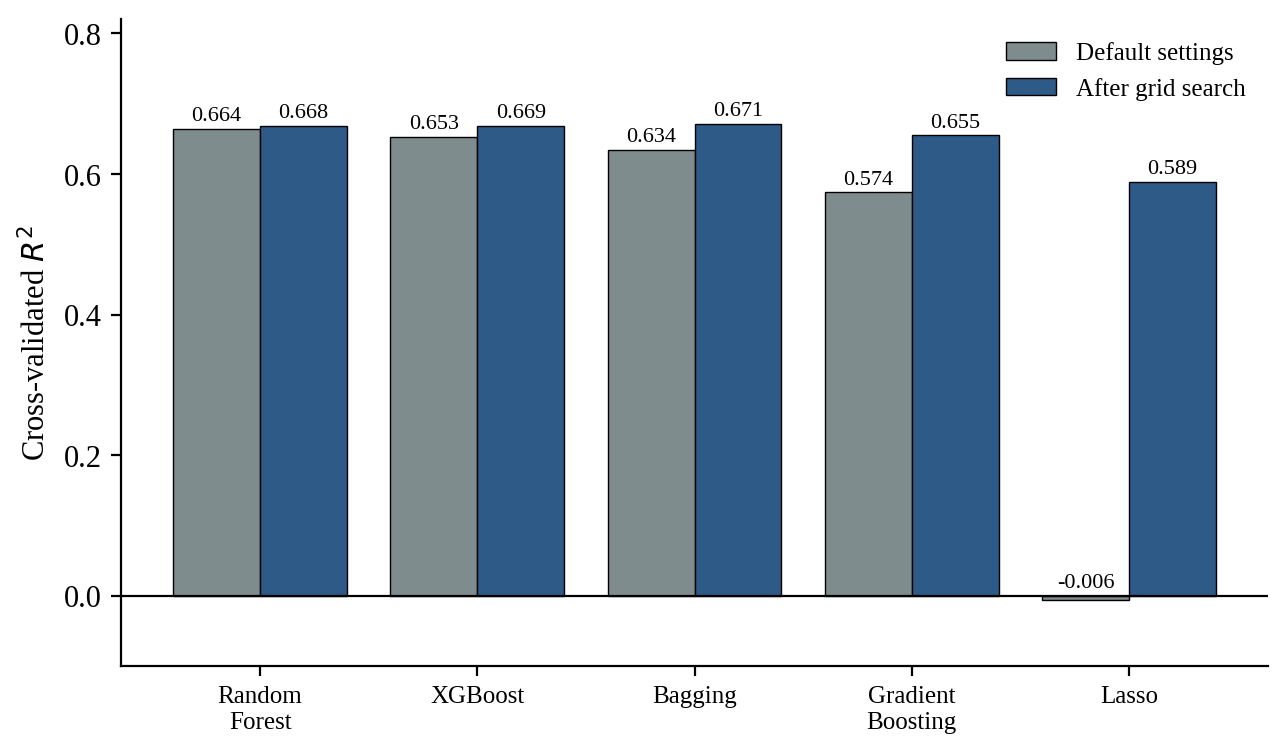 Default settings
After grid search
0.8
0.6
0.4
0.2
0.0
Cross-validated R²
0.664
0.668
0.653
0.669
0.634
0.671
0.574
0.655
-0.006
0.589
Random
Forest
XGBoost
Bagging
Gradient
Boosting
Lasso